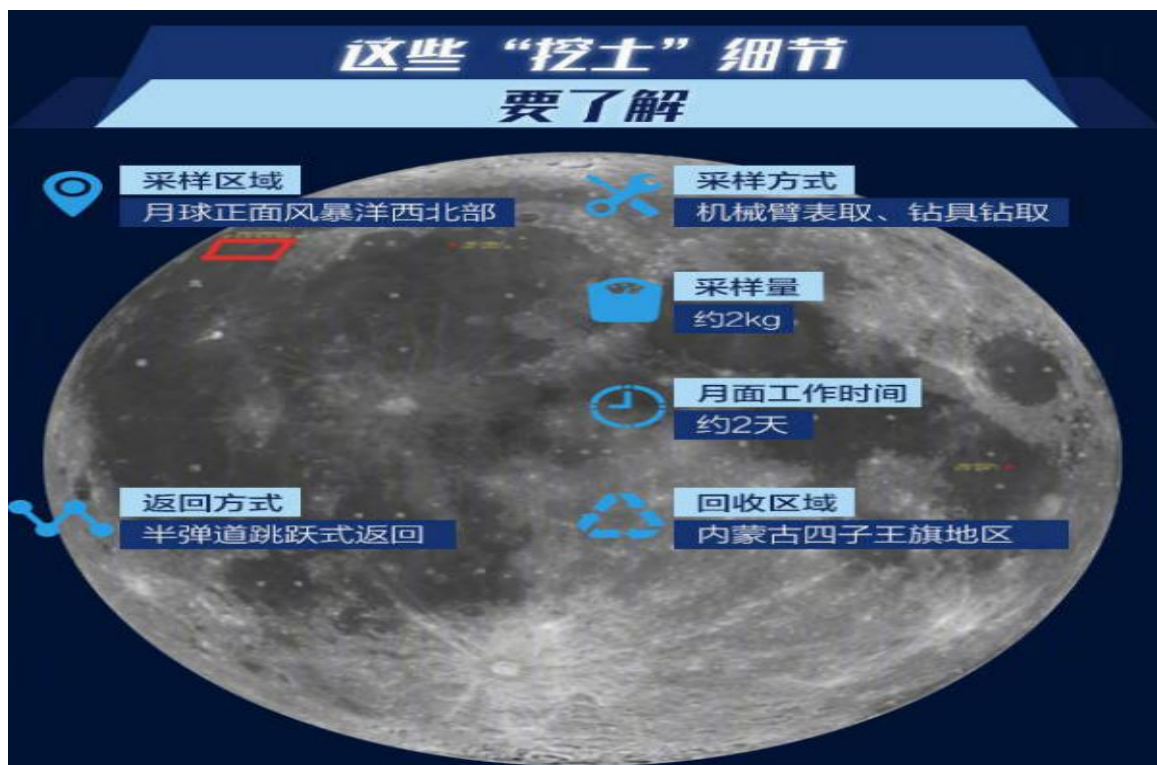 这些“挖土”细节
要了解
采样区域
月球正面风暴洋西北部
采样方式
机械臂表取、钻具钻取
采样量
约2kg
月面工作时间
约2天
返回方式
半弹道跳跃式返回
回收区域
内蒙古四子王旗地区